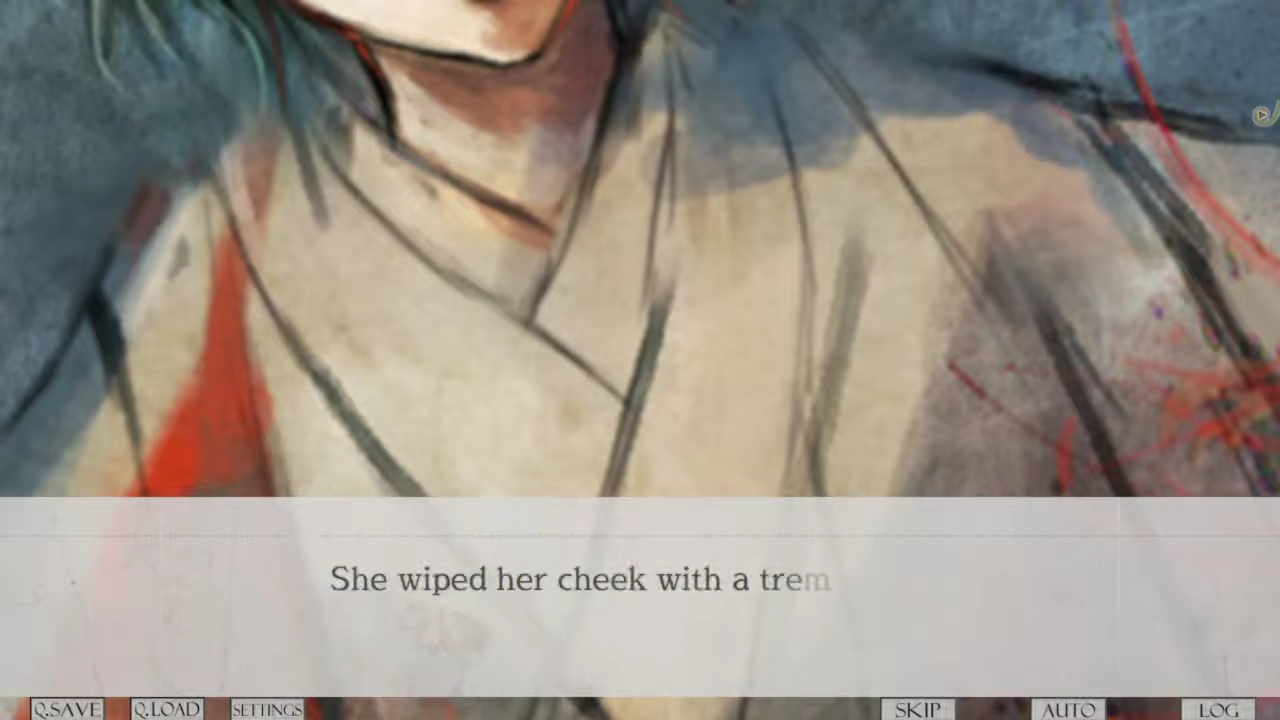 She wiped her cheek with a trem
Q.SAVE
Q.LOAD
SETTINGS
SKIP
AUTO
LOG